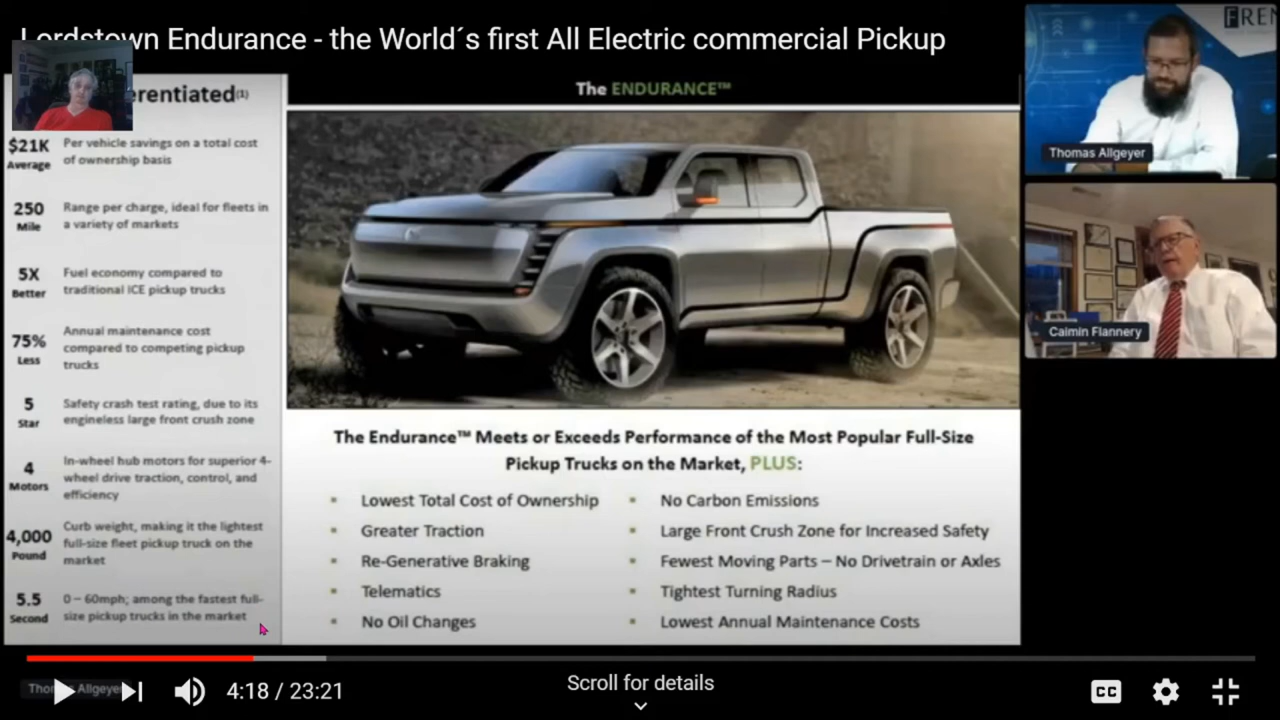 Lordstown Endurance - the World´s first All Electric commercial Pickup
FREN
erentiated(1)
The ENDURANCE™
$21K
Average
Per vehicle savings on a total cost
of ownership basis
250
Mile
Range per charge, ideal for fleets in
a variety of markets
5X
Better
Fuel economy compared to
traditional ICE pickup trucks
75%
Less
Annual maintenance cost
compared to competing pickup
trucks
5
Star
Safety crash test rating, due to its
engineless large front crush zone
4
Motors
In-wheel hub motors for superior 4-
wheel drive traction, control, and
efficiency
4,000
Pound
Curb weight, making it the lightest
full-size fleet pickup truck on the
market
5.5
Second
0 – 60mph; among the fastest full-
size pickup trucks in the market
The Endurance™ Meets or Exceeds Performance of the Most Popular Full-Size
Pickup Trucks on the Market, PLUS:
▪ Lowest Total Cost of Ownership
▪ Greater Traction
▪ Re-Generative Braking
▪ Telematics
▪ No Oil Changes
▪ No Carbon Emissions
▪ Large Front Crush Zone for Increased Safety
▪ Fewest Moving Parts – No Drivetrain or Axles
▪ Tightest Turning Radius
▪ Lowest Annual Maintenance Costs
Thomas Allgeyer
Caimin Flannery
Thomas Allgeyer
4:18 / 23:21
Scroll for details
CC